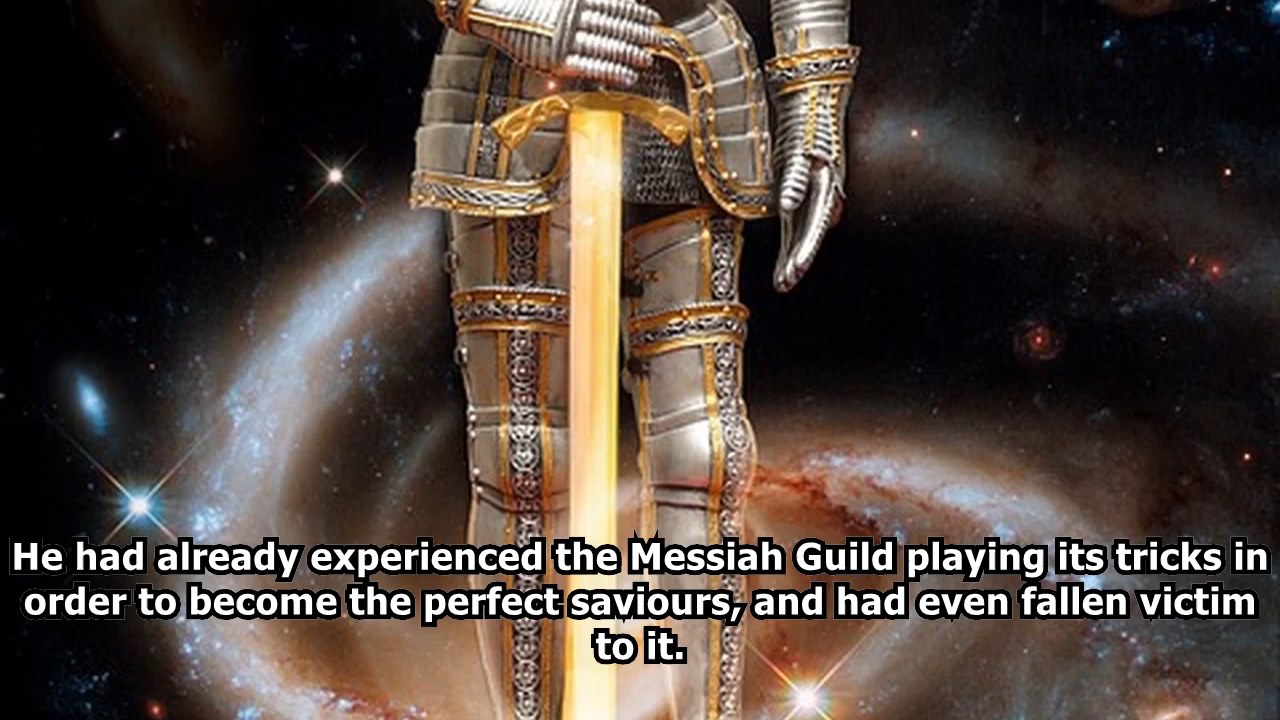 He had already experienced the Messiah Guild playing its tricks in
order to become the perfect saviours, and had even fallen victim
to it.